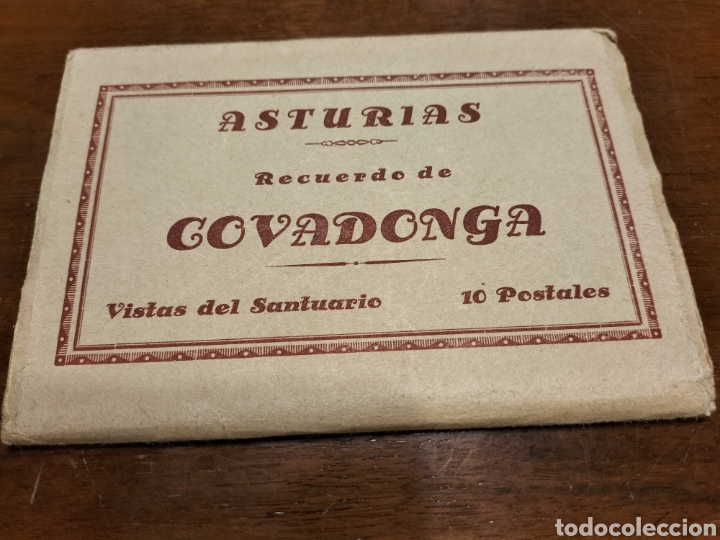 ASTURIAS
Recuerdo de
COVADONGA
Vistas del Santuario 10 Postales
todocoleccion